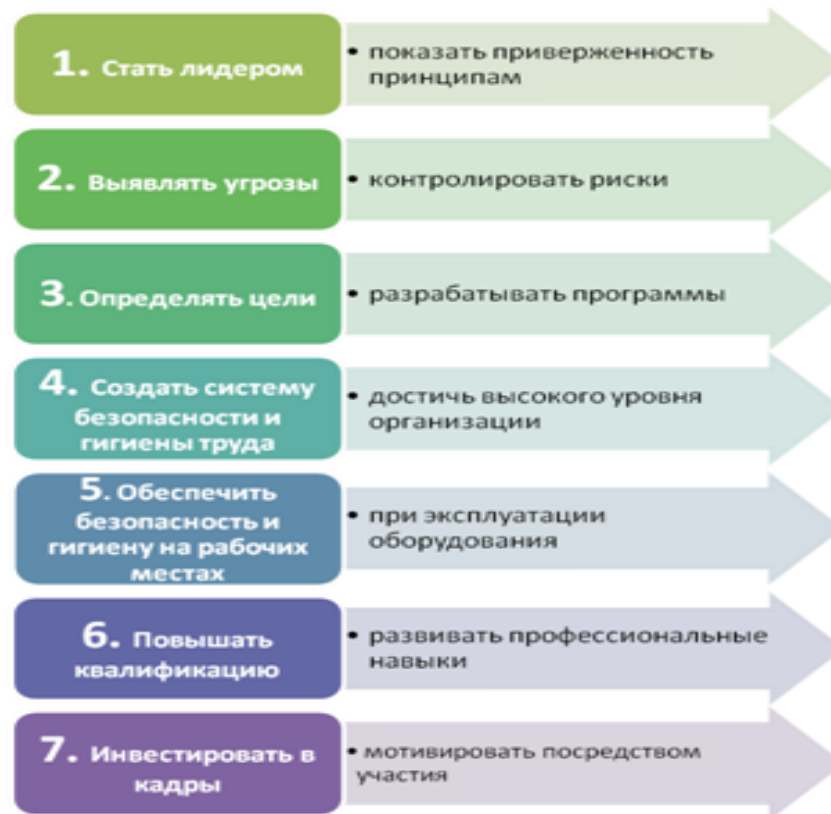 1. Стать лидером
• показать приверженность
принципам
2. Выявлять угрозы
• контролировать риски
3. Определять цели
• разрабатывать программы
4. Создать систему
безопасности и
гигиены труда
• достичь высокого уровня
организации
5. Обеспечить
безопасность и
гигиену на рабочих
местах
• при эксплуатации
оборудования
6. Повышать
квалификацию
• развивать профессиональные
навыки
7. Инвестировать в
кадры
• мотивировать посредством
участия